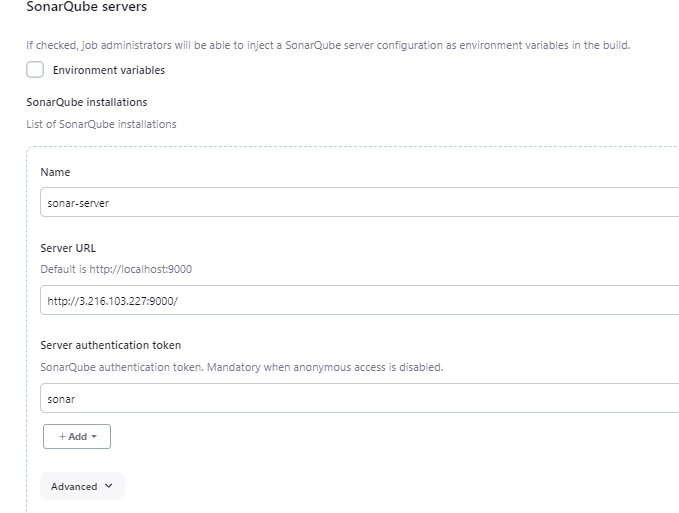 SonarQube servers
If checked, job administrators will be able to inject a SonarQube server configuration as environment variables in the build.
Environment variables
SonarQube installations
List of SonarQube installations
Name
sonar-server
Server URL
Default is http://localhost:9000
http://3.216.103.227:9000/
Server authentication token
SonarQube authentication token. Mandatory when anonymous access is disabled.
sonar
+ Add
Advanced